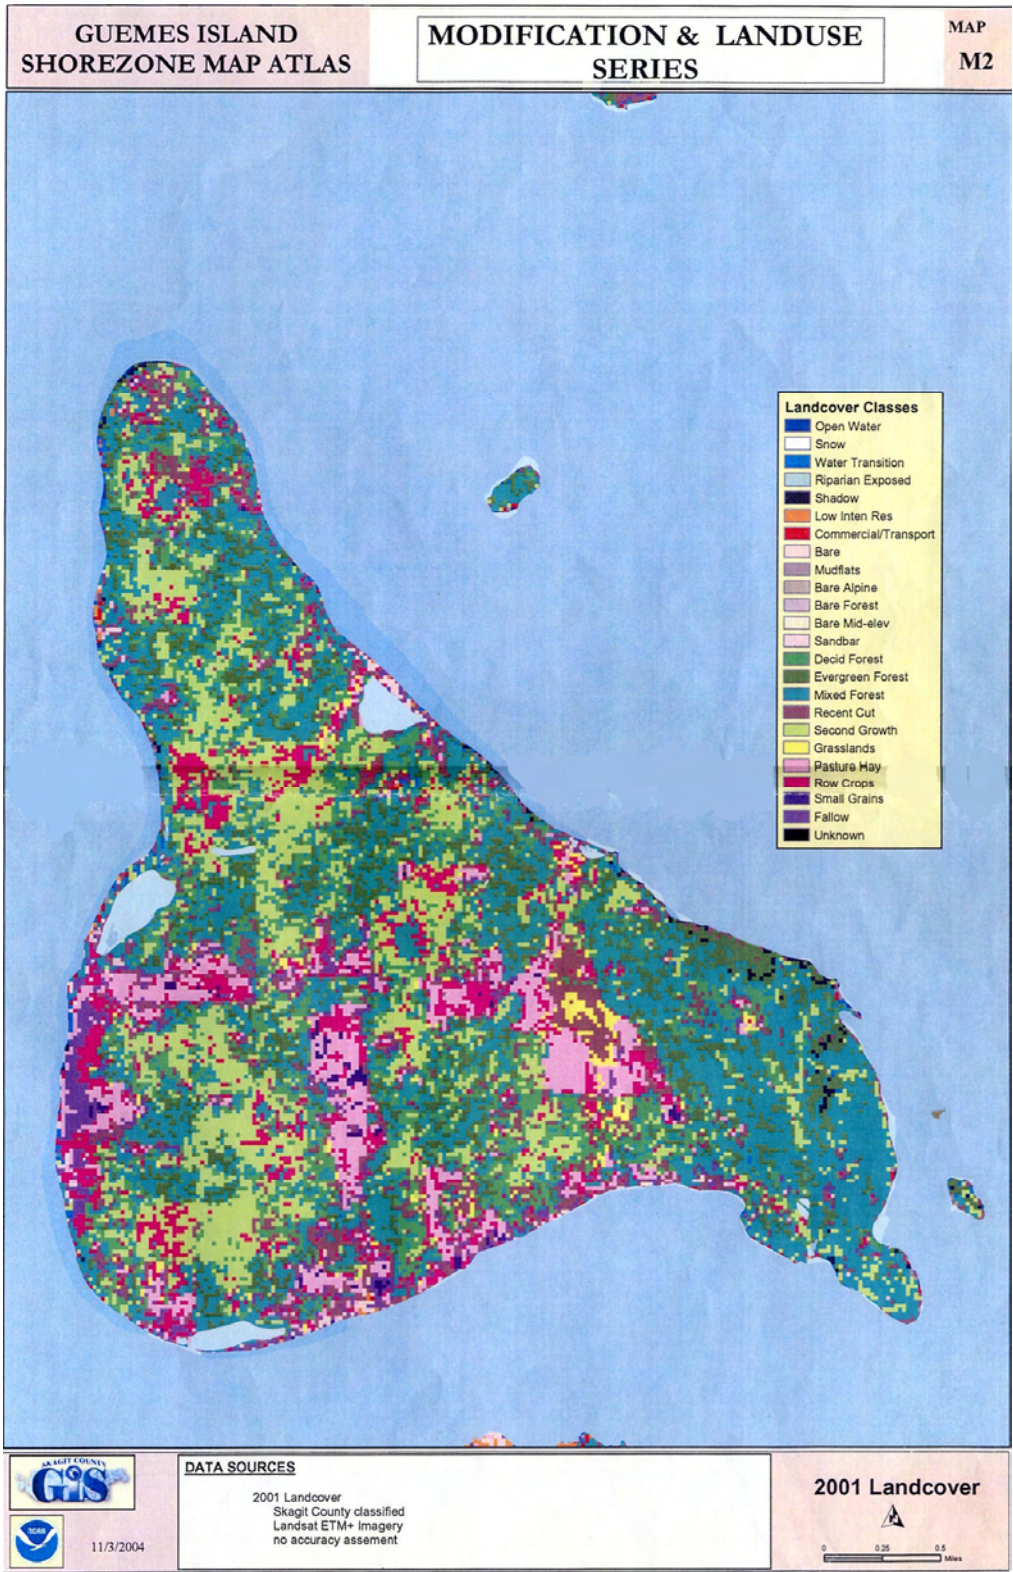 GUEMES ISLAND
SHOREZONE MAP ATLAS
MODIFICATION & LANDUSE
SERIES
MAP
M2
Landcover Classes
Open Water
Snow
Water Transition
Riparian Exposed
Shadow
Low Inten Res
Commercial/Transport
Bare
Mudflats
Bare Alpine
Bare Forest
Bare Mid-elev
Sandbar
Decid Forest
Evergreen Forest
Mixed Forest
Recent Cut
Second Growth
Grasslands
Pasture Hay
Row Crops
Small Grains
Fallow
Unknown
SKAGIT COUNTY
GIS
NOAA
11/3/2004
DATA SOURCES
2001 Landcover
Skagit County classified
Landsat ETM+ Imagery
no accuracy assement
2001 Landcover
0 0.25 0.5
Miles